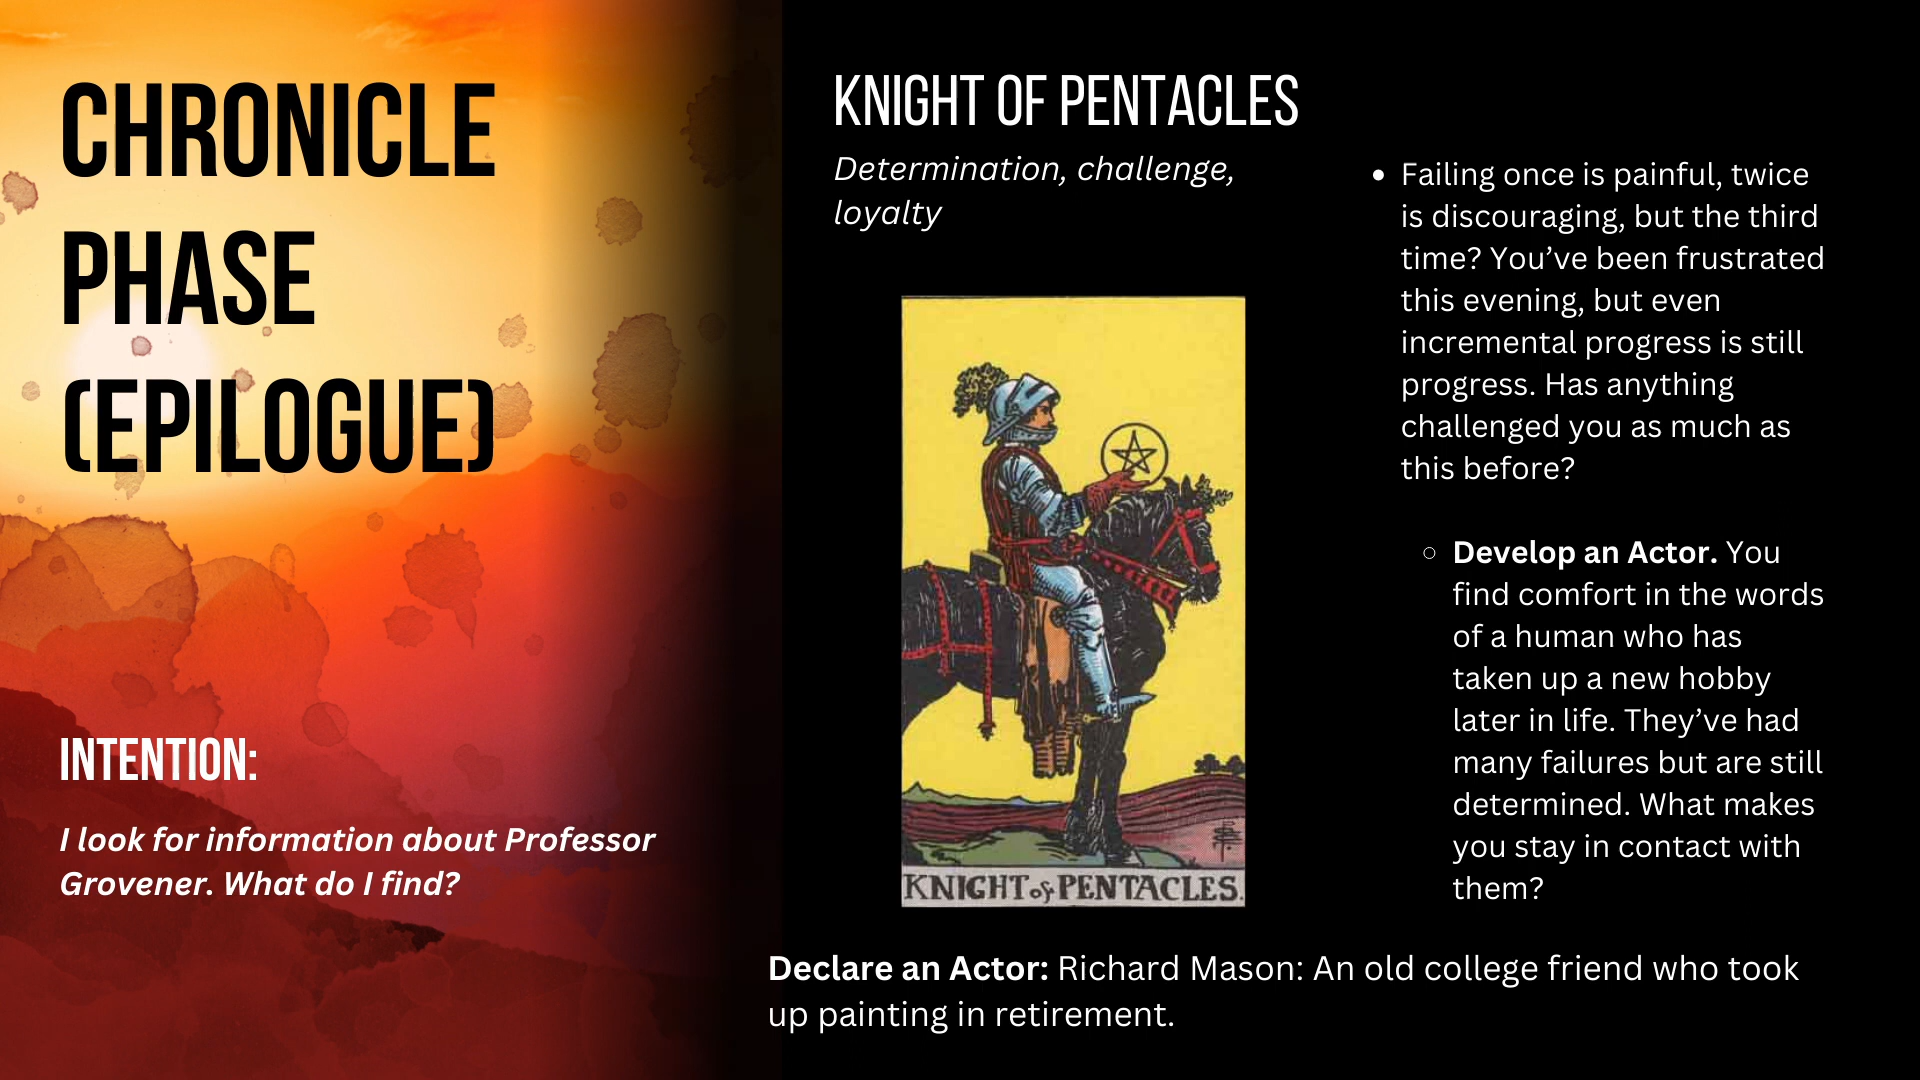 CHRONICLE
PHASE
(EPILOGUE)
INTENTION:
I look for information about Professor
Grovener. What do I find?
KNIGHT OF PENTACLES
Determination, challenge,
loyalty
KNIGHT of PENTACLES.
• Failing once is painful, twice
is discouraging, but the third
time? You’ve been frustrated
this evening, but even
incremental progress is still
progress. Has anything
challenged you as much as
this before?
○ Develop an Actor. You
find comfort in the words
of a human who has
taken up a new hobby
later in life. They’ve had
many failures but are still
determined. What makes
you stay in contact with
them?
Declare an Actor: Richard Mason: An old college friend who took
up painting in retirement.